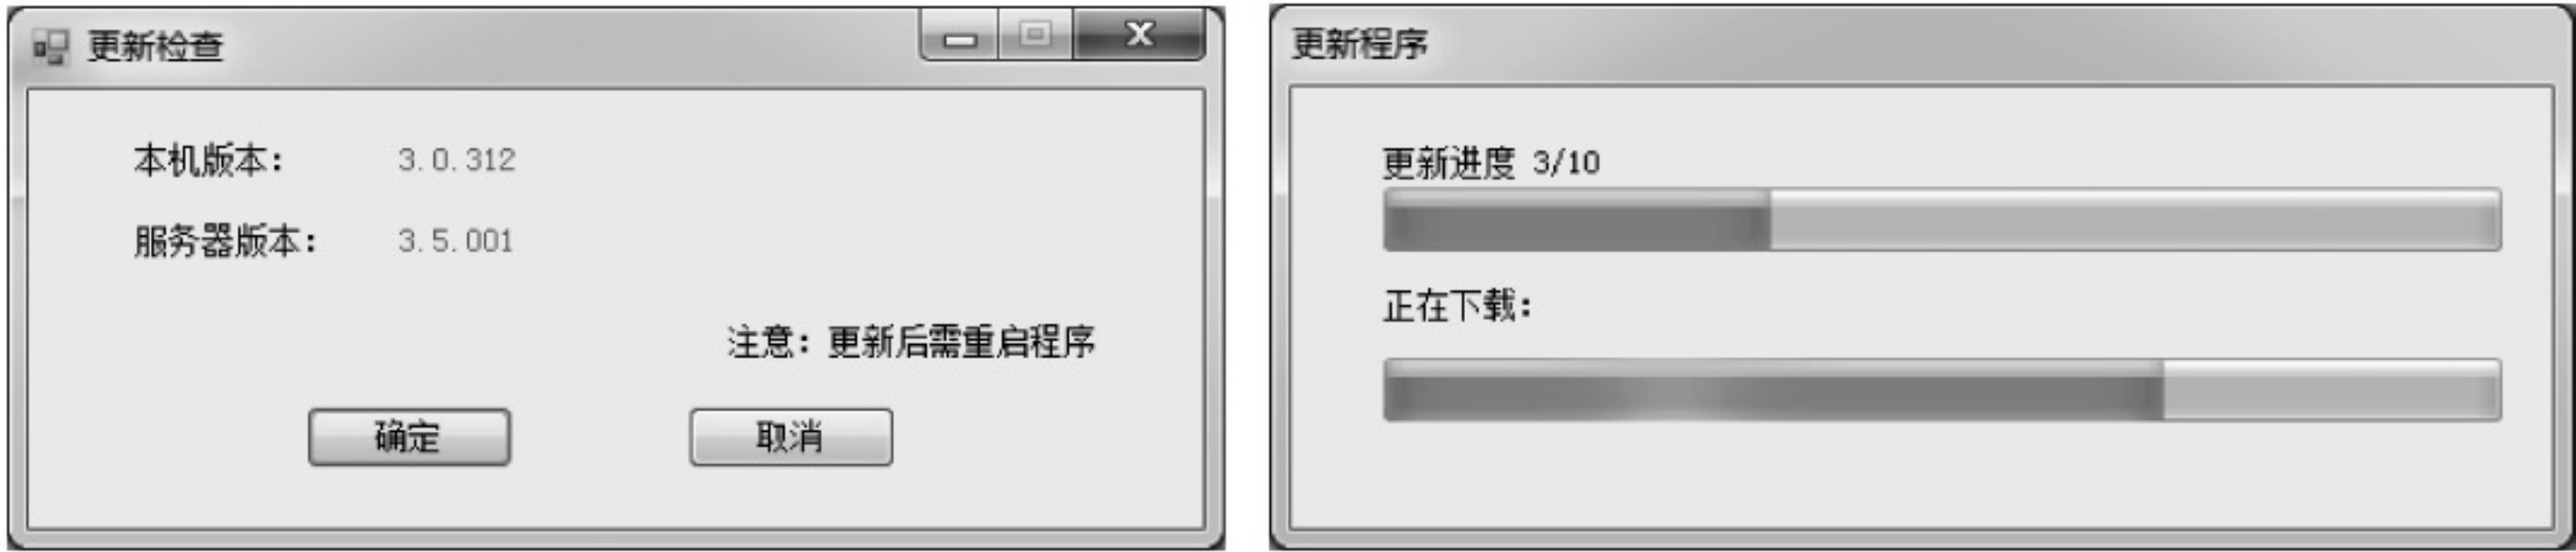 更新检查
本机版本： 3.0.312
服务器版本： 3.5.001
注意：更新后需重启程序
确定 取消
更新程序
更新进度 3/10
正在下载：